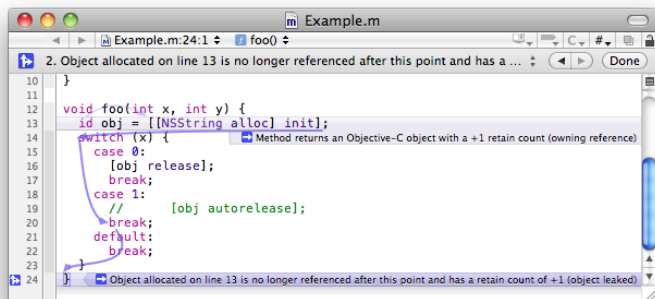 Example.m
Example.m:24:1 foo() C #
2. Object allocated on line 13 is no longer referenced after this point and has a ... Done
10 }
11
12 void foo(int x, int y) {
13 id obj = [[NSString alloc] init];
14 switch (x) { Method returns an Objective-C object with a +1 retain count (owning reference)
15 case 0:
16 [obj release];
17 break;
18 case 1:
19 // [obj autorelease];
20 break;
21 default:
22 break;
23 }
24 } Object allocated on line 13 is no longer referenced after this point and has a retain count of +1 (object leaked)